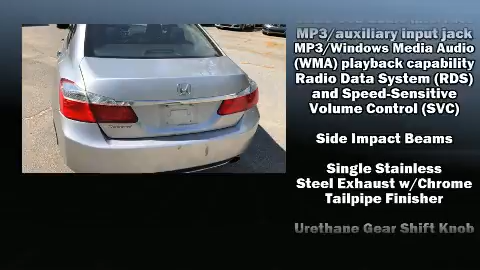 MP3/auxiliary input jack
MP3/Windows Media Audio
(WMA) playback capability
Radio Data System (RDS)
and Speed-Sensitive
Volume Control (SVC)
Side Impact Beams
Single Stainless
Steel Exhaust w/Chrome
Tailpipe Finisher
Urethane Gear Shift Knob